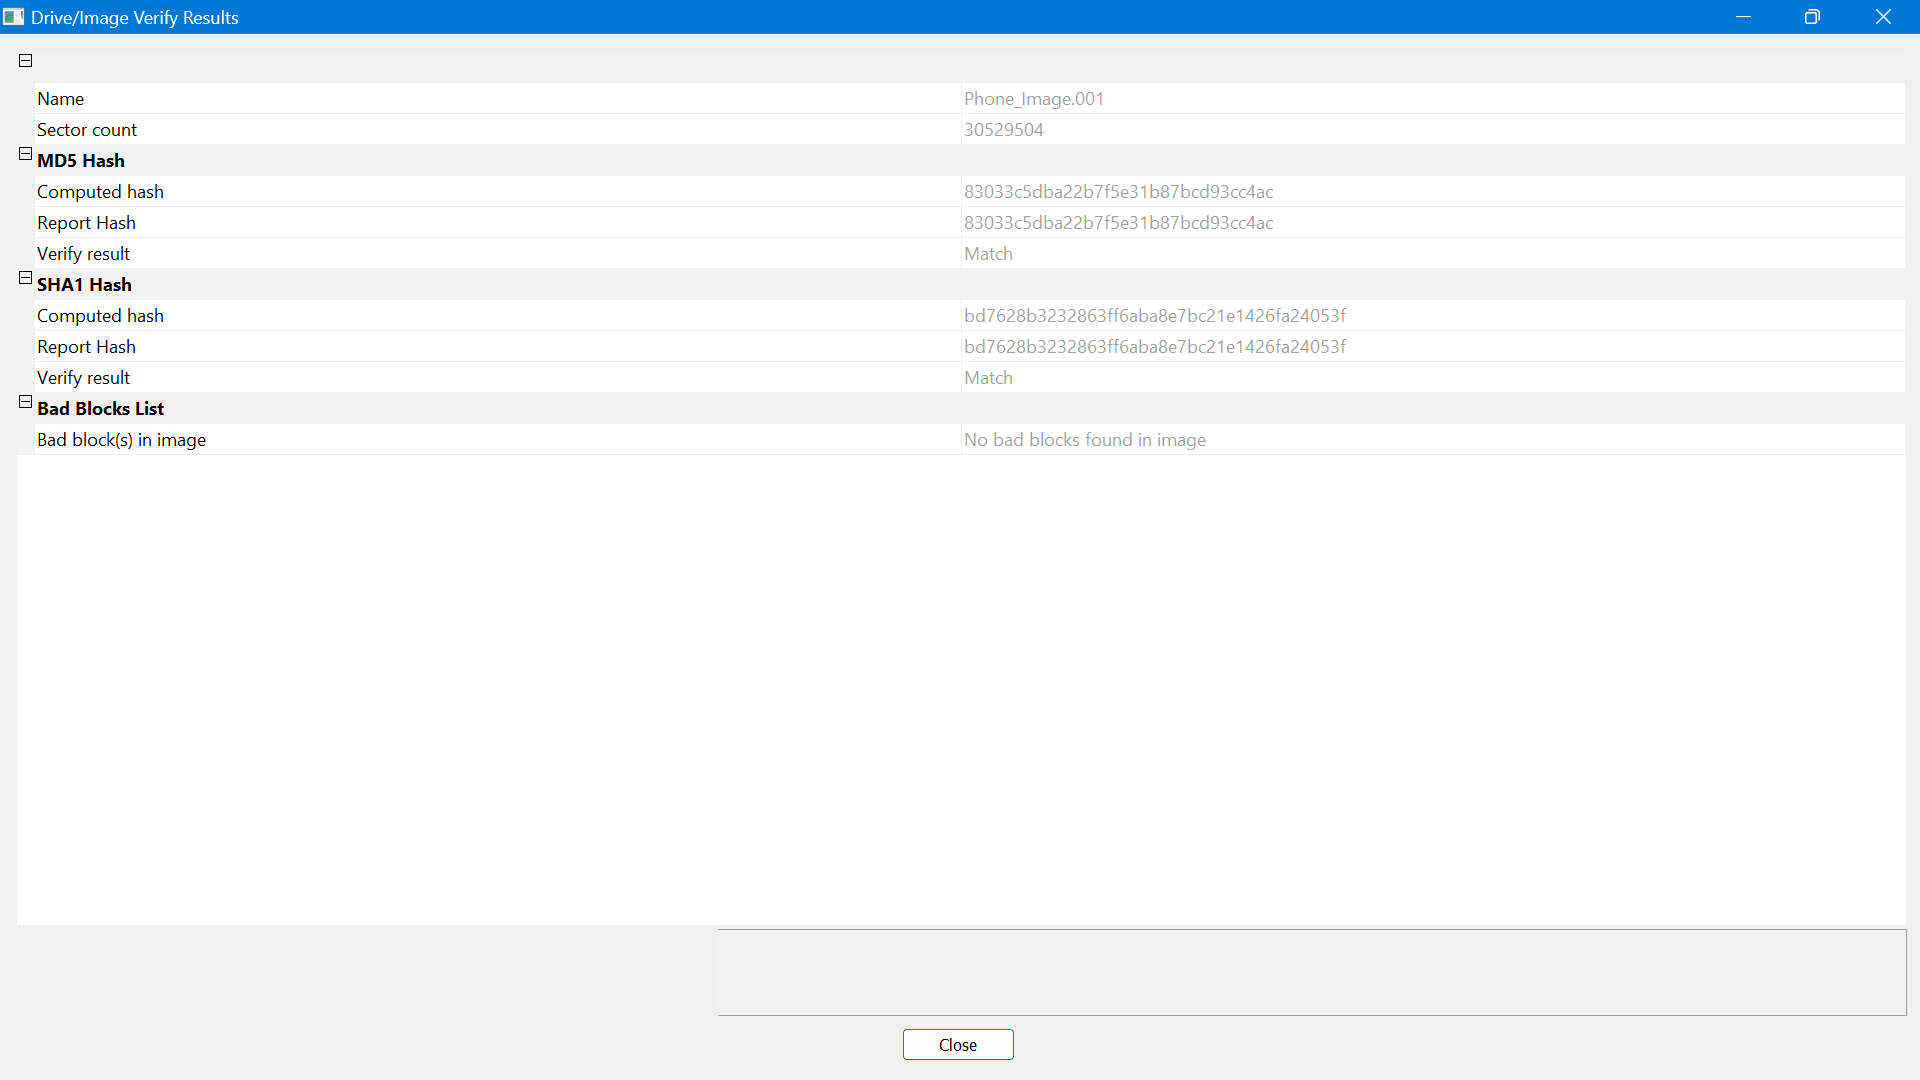 Drive/Image Verify Results
Name Phone_Image.001
Sector count 30529504
MD5 Hash
Computed hash 83033c5dba22b7f5e31b87bcd93cc4ac
Report Hash 83033c5dba22b7f5e31b87bcd93cc4ac
Verify result Match
SHA1 Hash
Computed hash bd7628b3232863ff6aba8e7bc21e1426fa24053f
Report Hash bd7628b3232863ff6aba8e7bc21e1426fa24053f
Verify result Match
Bad Blocks List
Bad block(s) in image No bad blocks found in image
Close